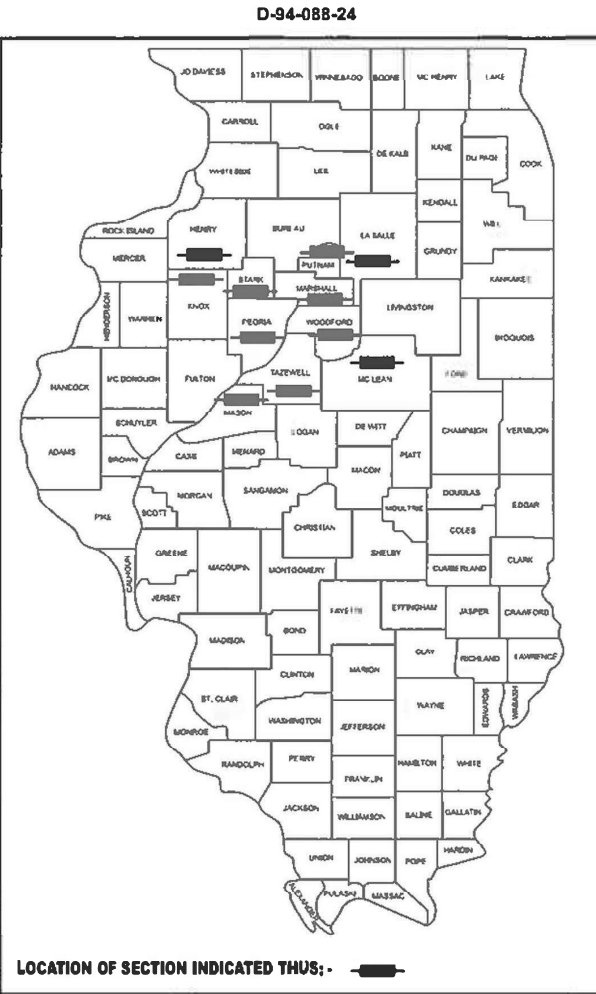 D-94-088-24
JO DAVIESS STEPHENSON WINNEBAGO BOONE MC HENRY LAKE
CARROLL OGLE
DE KALB KANE DU PAGE COOK
WHITESIDE LEE
KENDALL
HENRY BUREAU LA SALLE WILL
ROCK ISLAND
MERCER PUTNAM GRUNDY
STARK MARSHALL KANKAKEE
HENDERSON WARREN KNOX LIVINGSTON
PEORIA WOODFORD IROQUOIS
HANCOCK MC DONOUGH FULTON TAZEWELL MC LEAN FORD
MASON
SCHUYLER LOGAN DE WITT CHAMPAIGN VERMILION
ADAMS BROWN CASS MENARD PIATT
MACON
MORGAN SANGAMON DOUGLAS EDGAR
PIKE SCOTT MOULTRIE
CHRISTIAN COLES
GREENE SHELBY CLARK
CALHOUN MACOUPIN MONTGOMERY CUMBERLAND
JERSEY FAYETTE EFFINGHAM JASPER CRAWFORD
MADISON BOND
CLAY RICHLAND LAWRENCE
CLINTON MARION
ST. CLAIR WAYNE EDWARDS WABASH
WASHINGTON JEFFERSON
MONROE
RANDOLPH PERRY HAMILTON WHITE
FRANKLIN
JACKSON WILLIAMSON SALINE GALLATIN
UNION JOHNSON POPE HARDIN
ALEXANDER PULASKI MASSAC
LOCATION OF SECTION INDICATED THUS: -